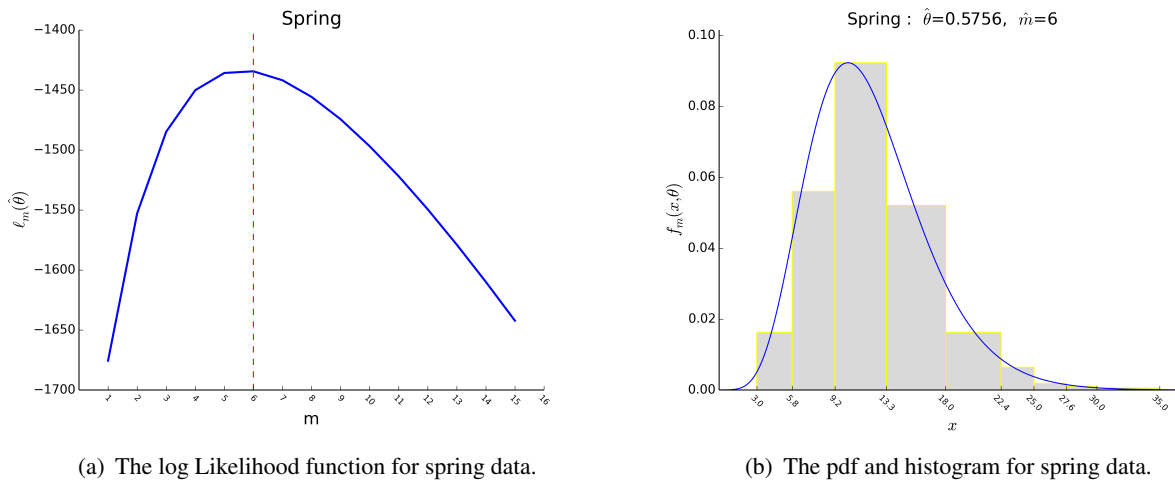 Spring
−1400
−1450
−1500
−1550
−1600
−1650
−1700
ℓ_m(θ̂)
1 2 3 4 5 6 7 8 9 10 11 12 13 14 15 16
m
(a) The log Likelihood function for spring data.
Spring : θ̂=0.5756, m̂=6
0.10
0.08
0.06
0.04
0.02
0.00
f_m(x,θ)
3.0 5.8 9.2 13.3 18.0 22.4 25.0 27.6 30.0 35.0
x
(b) The pdf and histogram for spring data.